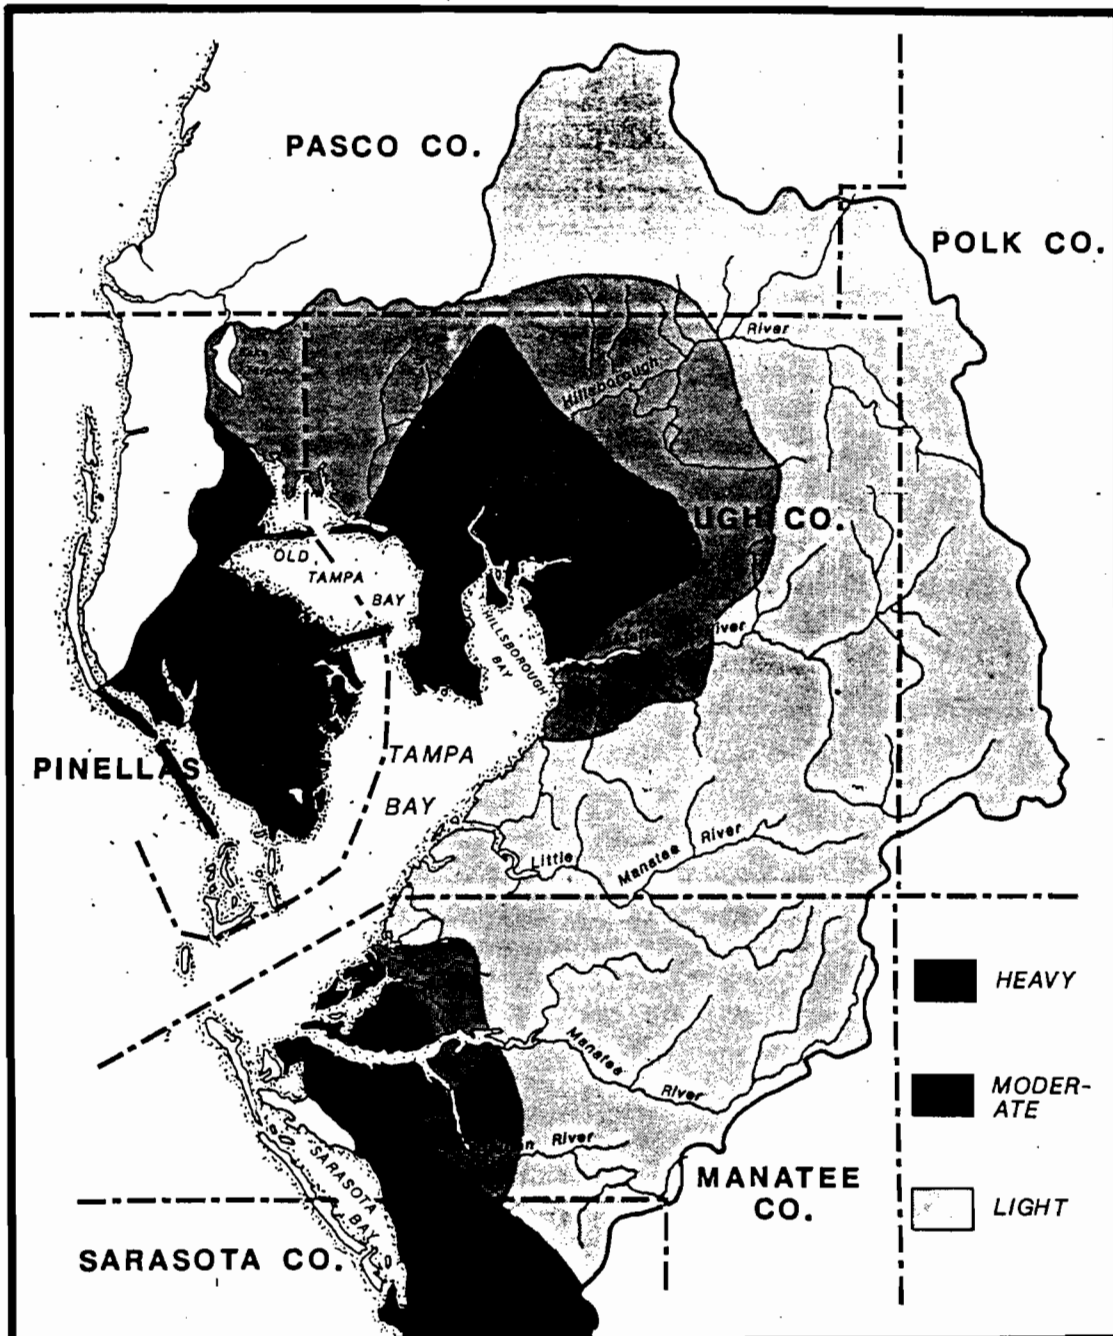 PASCO CO.
POLK CO.
River
Hillsborough
UGH CO.
OLD
TAMPA
BAY
HILLSBOROUGH
BAY
iver
PINELLAS
TAMPA
BAY
Little
Manatee
River
HEAVY
Manatee
River
MODER-
ATE
n River
SARASOTA
BAY
MANATEE
CO.
LIGHT
SARASOTA CO.